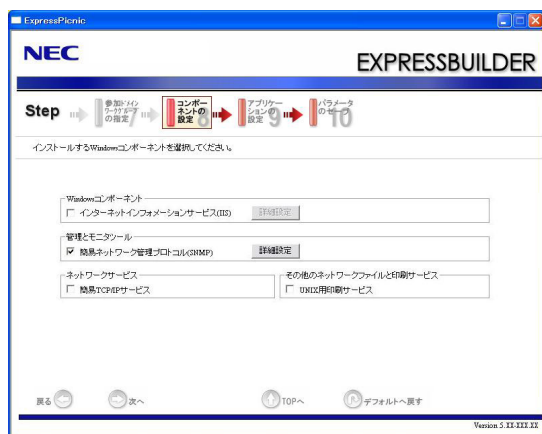 ExpressPicnic
NEC
EXPRESSBUILDER
Step
参加ドメイン
ワークグループ
の指定 7
コンポー
ネントの
設定 8
アプリケー
ションの
設定 9
パラメータ
のセーブ 10
インストールするWindowsコンポーネントを選択してください。
Windowsコンポーネント
インターネットインフォメーションサービス(IIS) 詳細設定
管理とモニタツール
簡易ネットワーク管理プロトコル(SNMP) 詳細設定
ネットワークサービス
簡易TCP/IPサービス
その他のネットワークファイルと印刷サービス
UNIX用印刷サービス
戻る 次へ TOPへ デフォルトへ戻す
Version 5.XX-XXX.XX